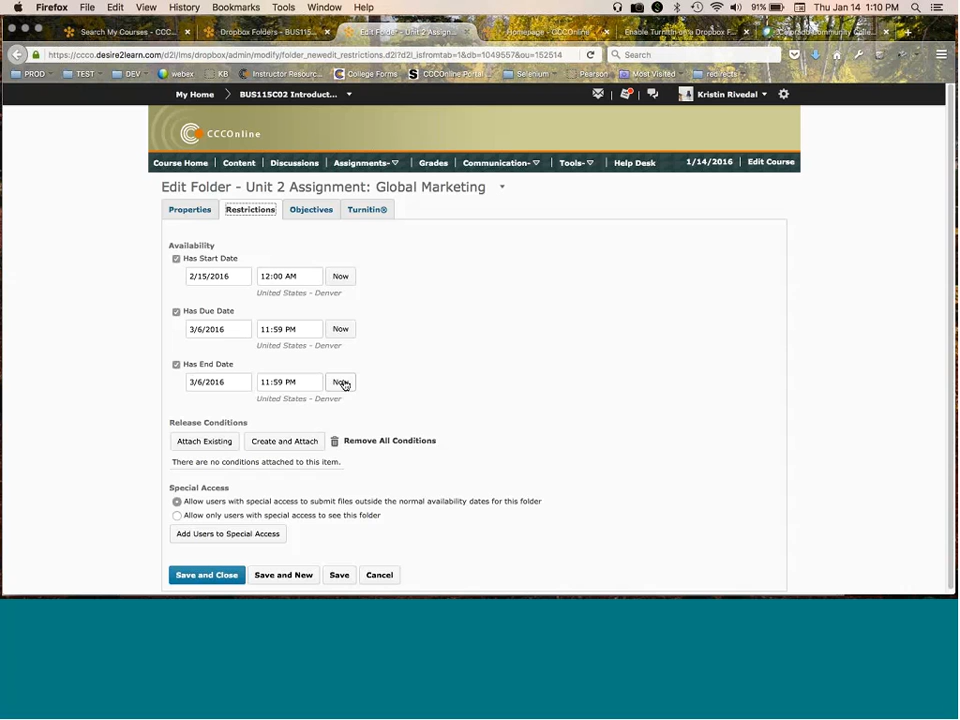 Firefox File Edit View History Bookmarks Tools Window Help 91% Thu Jan 14 1:10 PM
Search My Courses - CCC... Dropbox Folders - BUS115... Edit Folder - Unit 2 Assign... Homepage - CCCOnline Enable Turnitin on a Dropbox F... Colorado Community Colle...
https://ccco.desire2learn.com/d2l/lms/dropbox/admin/modify/folder_newedit_restrictions.d2l?d2l_isfromtab=1&db=1049557&ou=152514 Search
PROD TEST DEV webex KB Instructor Resourc... College Forms CCCOnline Portal Selenium Pearson Most Visited redirects
My Home BUS115C02 Introduct... Kristin Rivedal
CCCOnline
Course Home Content Discussions Assignments- Grades Communication- Tools- Help Desk 1/14/2016 Edit Course
Edit Folder - Unit 2 Assignment: Global Marketing
Properties Restrictions Objectives Turnitin®
Availability
Has Start Date
2/15/2016 12:00 AM Now
United States - Denver
Has Due Date
3/6/2016 11:59 PM Now
United States - Denver
Has End Date
3/6/2016 11:59 PM Now
United States - Denver
Release Conditions
Attach Existing Create and Attach Remove All Conditions
There are no conditions attached to this item.
Special Access
Allow users with special access to submit files outside the normal availability dates for this folder
Allow only users with special access to see this folder
Add Users to Special Access
Save and Close Save and New Save Cancel